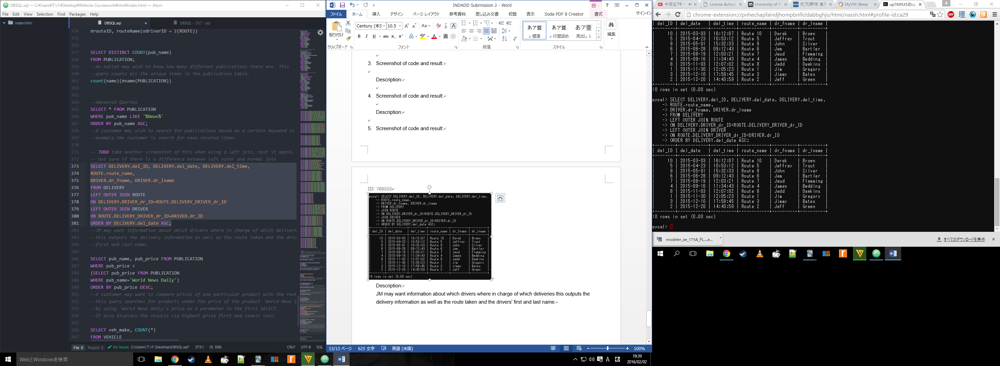 DBSQL.sql — C:¥Users¥マット¥Desktop¥Website Coursework¥html¥index.html — Atom
File Edit View Selection Find Packages Help
index.html
DBSQL.sql
DBSQL - コピー.sql
354 πrouteID, routeName(σdriverID = 2(ROUTE))
355
356
357 SELECT DISTINCT COUNT(pub_name)
358 FROM PUBLICATION;
359 --An outlet may wish to know how many different publications there are. This
360 --query counts all the unique items in the publication table.
361 count(name)(πname(PUBLICATION))
362
363
364 --Advanced Queries
365 SELECT * FROM PUBLICATION
366 WHERE pub_name LIKE '%News%'
367 ORDER BY pub_name ASC;
368 --A customer may wish to search for publications based on a certain keyword in
369 --example the customer is search for news related items.
370
371 -- TODO take another screenshot of this when using a left join, test it again,
372 -- not sure if there is a difference between left outer and normal join
373 SELECT DELIVERY.del_ID, DELIVERY.del_date, DELIVERY.del_time,
374 ROUTE.route_name,
375 DRIVER.dr_fname, DRIVER.dr_lname
376 FROM DELIVERY
377 LEFT OUTER JOIN ROUTE
378 ON DELIVERY.DRIVER_dr_ID=ROUTE.DELIVERY_DRIVER_dr_ID
379 LEFT OUTER JOIN DRIVER
380 ON ROUTE.DELIVERY_DRIVER_dr_ID=DRIVER.dr_ID
381 ORDER BY DELIVERY.del_date ASC;
382 --JM may want information about which drivers where in charge of which deliveri
383 --this outputs the delivery information as well as the route taken and the driv
384 --first and last name.
385
386 SELECT pub_name, pub_price FROM PUBLICATION
387 WHERE pub_price <
388 (SELECT pub_price FROM PUBLICATION
389 WHERE pub_name='World News Daily')
390 ORDER BY pub_price DESC;
391 --A customer may want to compare prices of one particular product with the rest
392 --this query searches for products under the price of the product 'World News D
393 --by using 'World News Daily's price as a parameter in the first SELECT.
394 --It also displays the results via highest price first and lowest last.
395
396 SELECT veh_make, COUNT(*)
397 FROM VEHICLE
File 0 Project 0 No Issues C:\Users\マット\Desktop\DBSQL.sql* 373:1 (9, 308) CRLF UTF-8 SQL
INDADD Submission 2 - Word
ファイル ホーム 挿入 デザイン ページ レイアウト 参考資料 差し込み文書 校閲 表示 Soda PDF 8 Creator 書式 サインイン
貼り付け
Century (本文 10.5
あア亜 あア亜 あア亜
標準 行間詰め 見出し 1
編集
クリップボード フォント 段落 スタイル
3. Screenshot of code and result:
Description:
4. Screenshot of code and result:
Description:
5. Screenshot of code and result:
ID: 769535
mysql> SELECT DELIVERY.del_ID, DELIVERY.del_date, DELIVERY.del_time,
-> ROUTE.route_name,
-> DRIVER.dr_fname, DRIVER.dr_lname
-> FROM DELIVERY
-> JOIN ROUTE
-> ON DELIVERY.DRIVER_dr_ID=ROUTE.DELIVERY_DRIVER_dr_ID
-> JOIN DRIVER
-> ON ROUTE.DELIVERY_DRIVER_dr_ID=DRIVER.dr_ID
-> ORDER BY DELIVERY.del_date ASC;
| del_ID | del_date | del_time | route_name | dr_fname | dr_lname |
| 10 | 2015-03-03 | 16:12:07 | Route 10 | Derek | Brown |
| 5 | 2015-04-23 | 10:53:12 | Route 5 | Jeffrey | Trout |
| 9 | 2015-05-01 | 15:32:33 | Route 9 | John | Silver |
| 6 | 2015-06-28 | 09:12:43 | Route 6 | Jem | Bartler |
| 7 | 2015-08-19 | 12:03:21 | Route 7 | Jeud | Flemming |
| 4 | 2015-09-16 | 11:34:43 | Route 4 | James | Bedding |
| 8 | 2015-11-03 | 12:07:02 | Route 8 | Jedd | Dawkins |
| 1 | 2015-11-30 | 12:05:23 | Route 1 | Jim | Gregory |
| 3 | 2015-12-10 | 17:59:45 | Route 3 | Jimmy | Bates |
| 2 | 2015-12-20 | 14:43:59 | Route 2 | Jeff | Green |
10 rows in set (0.00 sec)
Description:
JM may want information about which drivers where in charge of which deliveries this outputs the
delivery information as well as the route taken and the drivers' first and last name.
13/13 ページ 625 文字 英語 (米国) 100%
今夜はブギー License Activat University of P 元プロ野球 清原 MyVM (Beta) up769535@up
chrome-extension://pnhechapfaindjhompbnflcldabbghjo/html/nassh.html#profile-id:ca29
| del_ID | del_date | del_time | route_name | dr_fname | dr_lname |
| 10 | 2015-03-03 | 16:12:07 | Route 10 | Derek | Brown |
| 5 | 2015-04-23 | 10:53:12 | Route 5 | Jeffrey | Trout |
| 9 | 2015-05-01 | 15:32:33 | Route 9 | John | Silver |
| 6 | 2015-06-28 | 09:12:43 | Route 6 | Jem | Bartler |
| 7 | 2015-08-19 | 12:03:21 | Route 7 | Jeud | Flemming |
| 4 | 2015-09-16 | 11:34:43 | Route 4 | James | Bedding |
| 8 | 2015-11-03 | 12:07:02 | Route 8 | Jedd | Dawkins |
| 1 | 2015-11-30 | 12:05:23 | Route 1 | Jim | Gregory |
| 3 | 2015-12-10 | 17:59:45 | Route 3 | Jimmy | Bates |
| 2 | 2015-12-20 | 14:43:59 | Route 2 | Jeff | Green |
10 rows in set (0.00 sec)
mysql> SELECT DELIVERY.del_ID, DELIVERY.del_date, DELIVERY.del_time,
-> ROUTE.route_name,
-> DRIVER.dr_fname, DRIVER.dr_lname
-> FROM DELIVERY
-> LEFT OUTER JOIN ROUTE
-> ON DELIVERY.DRIVER_dr_ID=ROUTE.DELIVERY_DRIVER_dr_ID
-> LEFT OUTER JOIN DRIVER
-> ON ROUTE.DELIVERY_DRIVER_dr_ID=DRIVER.dr_ID
-> ORDER BY DELIVERY.del_date ASC;
| del_ID | del_date | del_time | route_name | dr_fname | dr_lname |
| 10 | 2015-03-03 | 16:12:07 | Route 10 | Derek | Brown |
| 5 | 2015-04-23 | 10:53:12 | Route 5 | Jeffrey | Trout |
| 9 | 2015-05-01 | 15:32:33 | Route 9 | John | Silver |
| 6 | 2015-06-28 | 09:12:43 | Route 6 | Jem | Bartler |
| 7 | 2015-08-19 | 12:03:21 | Route 7 | Jeud | Flemming |
| 4 | 2015-09-16 | 11:34:43 | Route 4 | James | Bedding |
| 8 | 2015-11-03 | 12:07:02 | Route 8 | Jedd | Dawkins |
| 1 | 2015-11-30 | 12:05:23 | Route 1 | Jim | Gregory |
| 3 | 2015-12-10 | 17:59:45 | Route 3 | Jimmy | Bates |
| 2 | 2015-12-20 | 14:43:59 | Route 2 | Jeff | Green |
10 rows in set (0.00 sec)
mysql>
modeler_ae_175A_PL....e...
すべてのダウンロードを表示
WebとWindowsを検索
19:39
2016/02/02